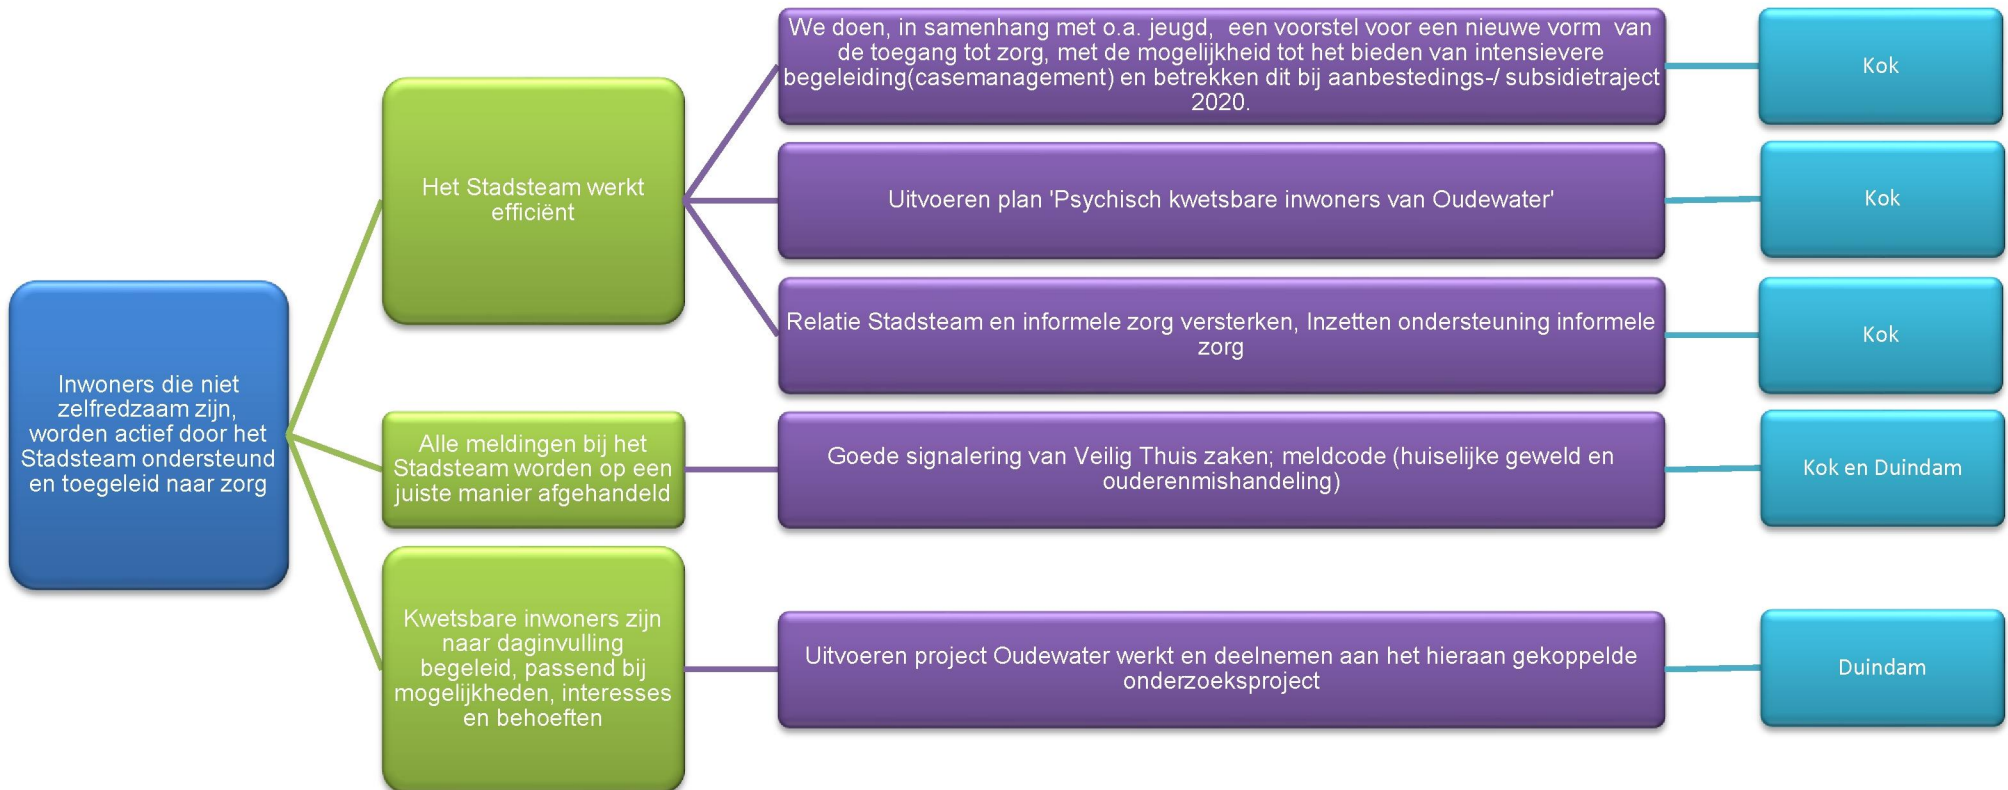 Inwoners die niet
zelfredzaam zijn,
worden actief door het
Stadsteam ondersteund
en toegeleid naar zorg
Het Stadsteam werkt
efficiënt
We doen, in samenhang met o.a. jeugd,  een voorstel voor een nieuwe vorm  van
de toegang tot zorg, met de mogelijkheid tot het bieden van intensievere
begeleiding(casemanagement) en betrekken dit bij aanbestedings-/ subsidietraject
2020.
Kok
Uitvoeren plan 'Psychisch kwetsbare inwoners van Oudewater'
Kok
Relatie Stadsteam en informele zorg versterken, Inzetten ondersteuning informele
zorg
Kok
Alle meldingen bij het
Stadsteam worden op een
juiste manier afgehandeld
Goede signalering van Veilig Thuis zaken; meldcode (huiselijke geweld en
ouderenmishandeling)
Kok en Duindam
Kwetsbare inwoners zijn
naar daginvulling
begeleid, passend bij
mogelijkheden, interesses
en behoeften
Uitvoeren project Oudewater werkt en deelnemen aan het hieraan gekoppelde
onderzoeksproject
Duindam